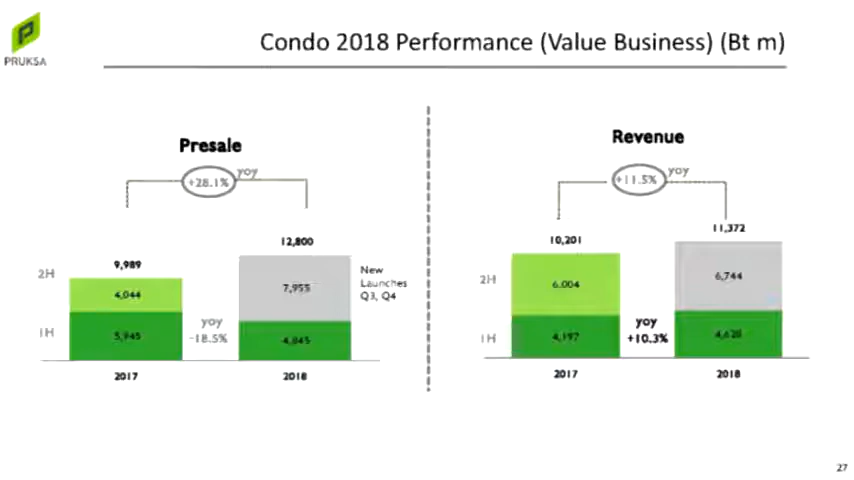 PRUKSA
Condo 2018 Performance (Value Business) (Bt m)
Presale
+28.1% yoy
9,989
12,800
2H
4,044
7,955
New
Launches
Q3, Q4
1H
5,945
yoy
-18.5%
4,845
2017
2018
Revenue
+11.5% yoy
10,201
11,372
2H
6,004
6,744
1H
4,197
yoy
+10.3%
4,628
2017
2018
27